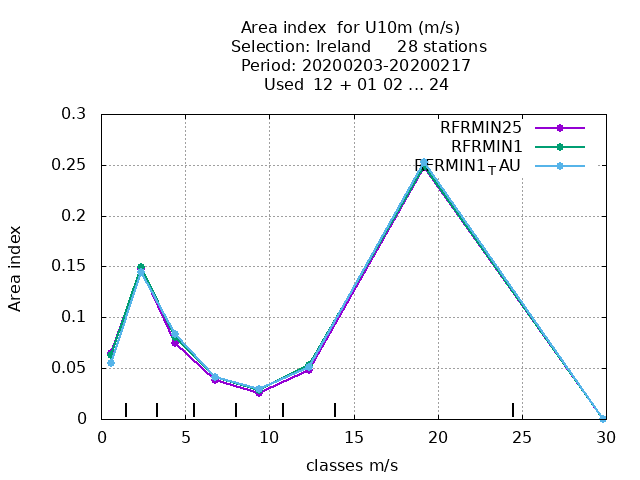 Area index for U10m (m/s)
Selection: Ireland 28 stations
Period: 20200203-20200217
Used 12 + 01 02 ... 24
0.3
0.25
0.2
0.15
0.1
0.05
0
Area index
RFRMIN25
RFRMIN1
RFRMIN1TAU
0 5 10 15 20 25 30
classes m/s